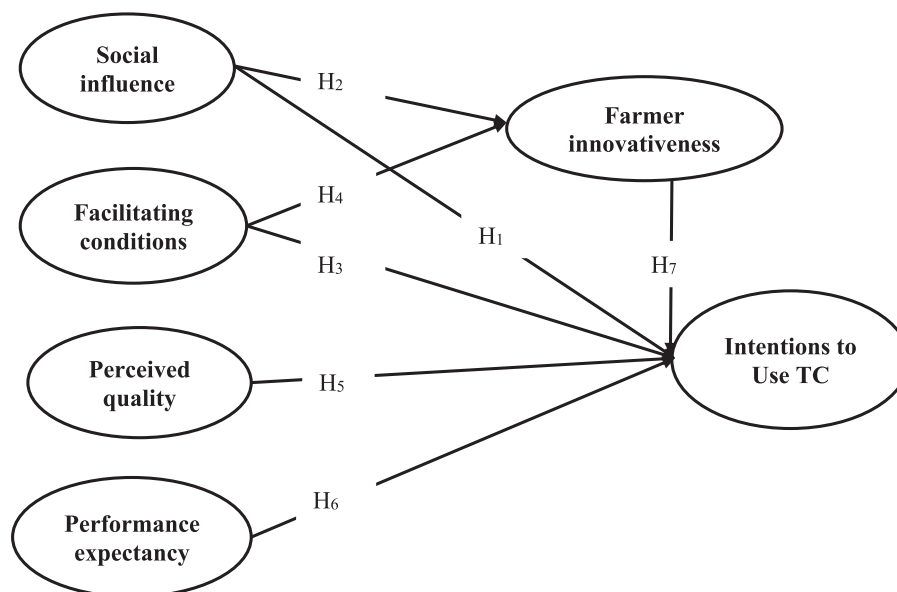 Social
influence
H₂
Farmer
innovativeness
H₄
Facilitating
conditions
H₁
H₃
H₇
Intentions to
Use TC
Perceived
quality
H₅
H₆
Performance
expectancy